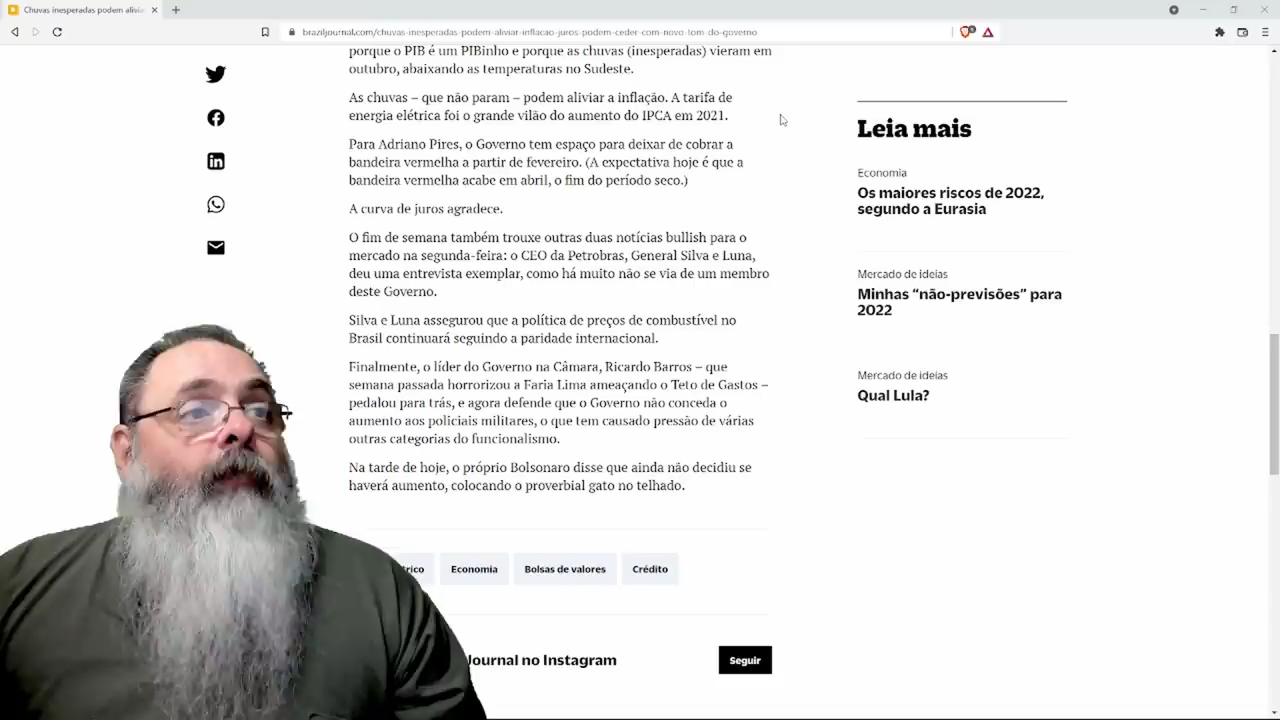 Chuvas inesperadas podem alivia
braziljournal.com/chuvas-inesperadas-podem-aliviar-inflacao-juros-podem-ceder-com-novo-tom-do-governo
porque o PIB é um PIBinho e porque as chuvas (inesperadas) vieram em
outubro, abaixando as temperaturas no Sudeste.
As chuvas – que não param – podem aliviar a inflação. A tarifa de
energia elétrica foi o grande vilão do aumento do IPCA em 2021.
Para Adriano Pires, o Governo tem espaço para deixar de cobrar a
bandeira vermelha a partir de fevereiro. (A expectativa hoje é que a
bandeira vermelha acabe em abril, o fim do período seco.)
A curva de juros agradece.
O fim de semana também trouxe outras duas notícias bullish para o
mercado na segunda-feira: o CEO da Petrobras, General Silva e Luna,
deu uma entrevista exemplar, como há muito não se via de um membro
deste Governo.
Silva e Luna assegurou que a política de preços de combustível no
Brasil continuará seguindo a paridade internacional.
Finalmente, o líder do Governo na Câmara, Ricardo Barros – que
semana passada horrorizou a Faria Lima ameaçando o Teto de Gastos –
pedalou para trás, e agora defende que o Governo não conceda o
aumento aos policiais militares, o que tem causado pressão de várias
outras categorias do funcionalismo.
Na tarde de hoje, o próprio Bolsonaro disse que ainda não decidiu se
haverá aumento, colocando o proverbial gato no telhado.
rico
Economia
Bolsas de valores
Crédito
Journal no Instagram
Seguir
Leia mais
Economia
Os maiores riscos de 2022,
segundo a Eurasia
Mercado de ideias
Minhas “não-previsões” para
2022
Mercado de ideias
Qual Lula?